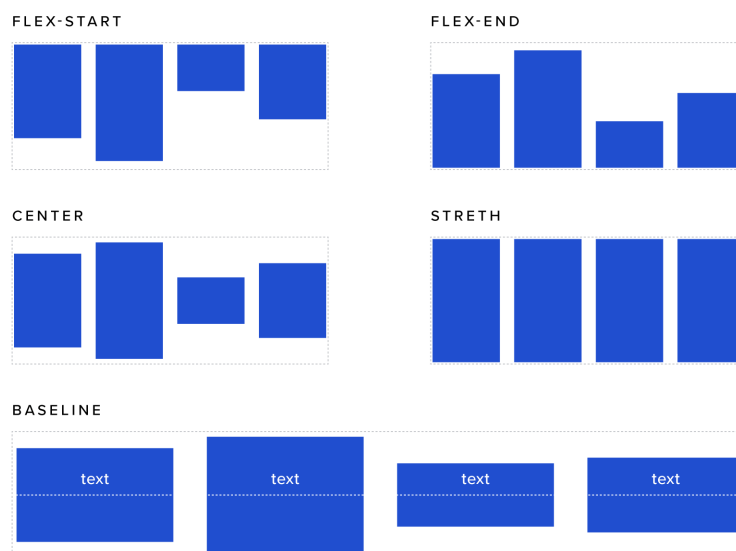 FLEX-START
FLEX-END
CENTER
STRETH
BASELINE
text
text
text
text